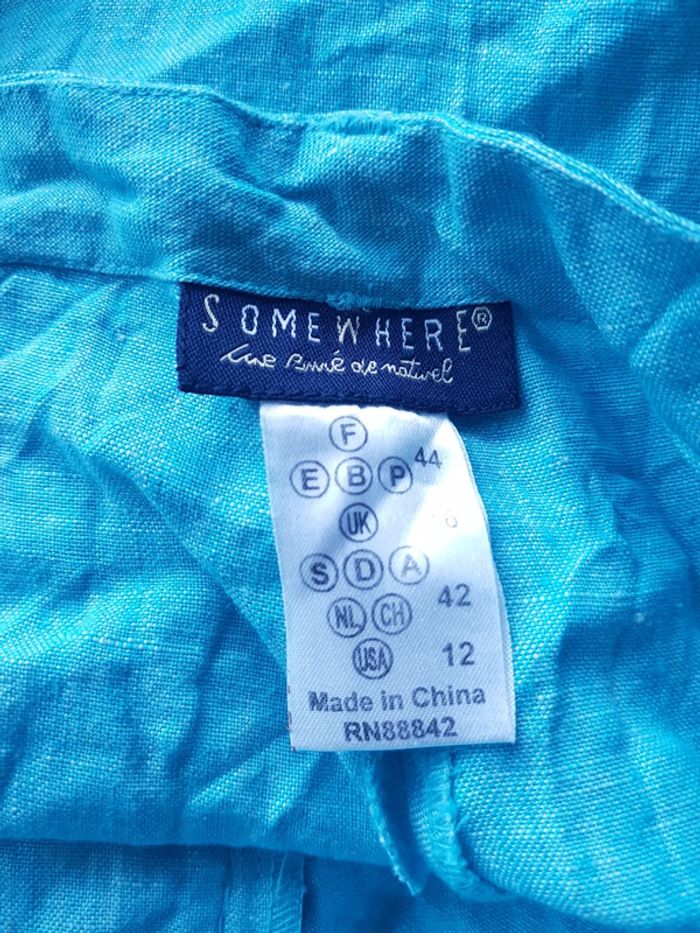 SOMEWHERE®
une envie de naturel
F
E B P 44
UK
S D A
NL CH 42
USA 12
Made in China
RN88842